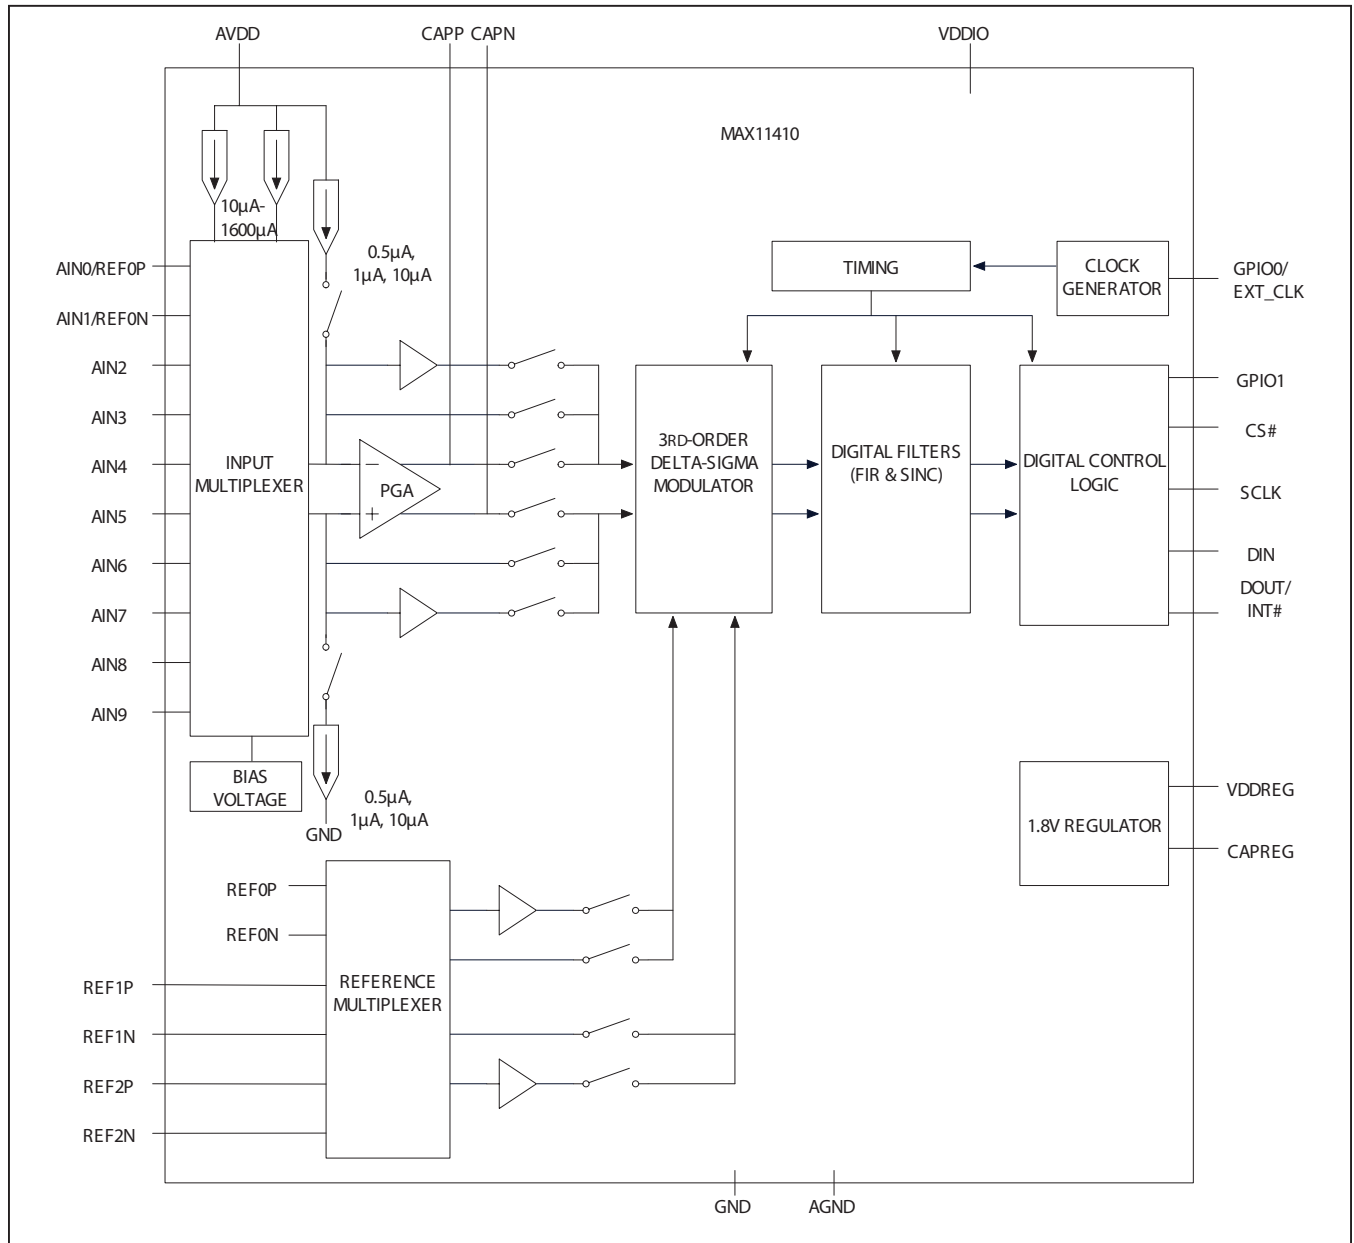 AVDD
CAPP CAPN
VDDIO
MAX11410
10µA-
1600µA
0.5µA,
1µA, 10µA
AIN0/REF0P
AIN1/REF0N
AIN2
AIN3
AIN4
AIN5
AIN6
AIN7
AIN8
AIN9
INPUT
MULTIPLEXER
BIAS
VOLTAGE
−
PGA
+
0.5µA,
1µA, 10µA
GND
TIMING
CLOCK
GENERATOR
GPIO0/
EXT_CLK
3RD-ORDER
DELTA-SIGMA
MODULATOR
DIGITAL FILTERS
(FIR & SINC)
DIGITAL CONTROL
LOGIC
GPIO1
CS#
SCLK
DIN
DOUT/
INT#
1.8V REGULATOR
VDDREG
CAPREG
REF0P
REF0N
REF1P
REF1N
REF2P
REF2N
REFERENCE
MULTIPLEXER
GND
AGND